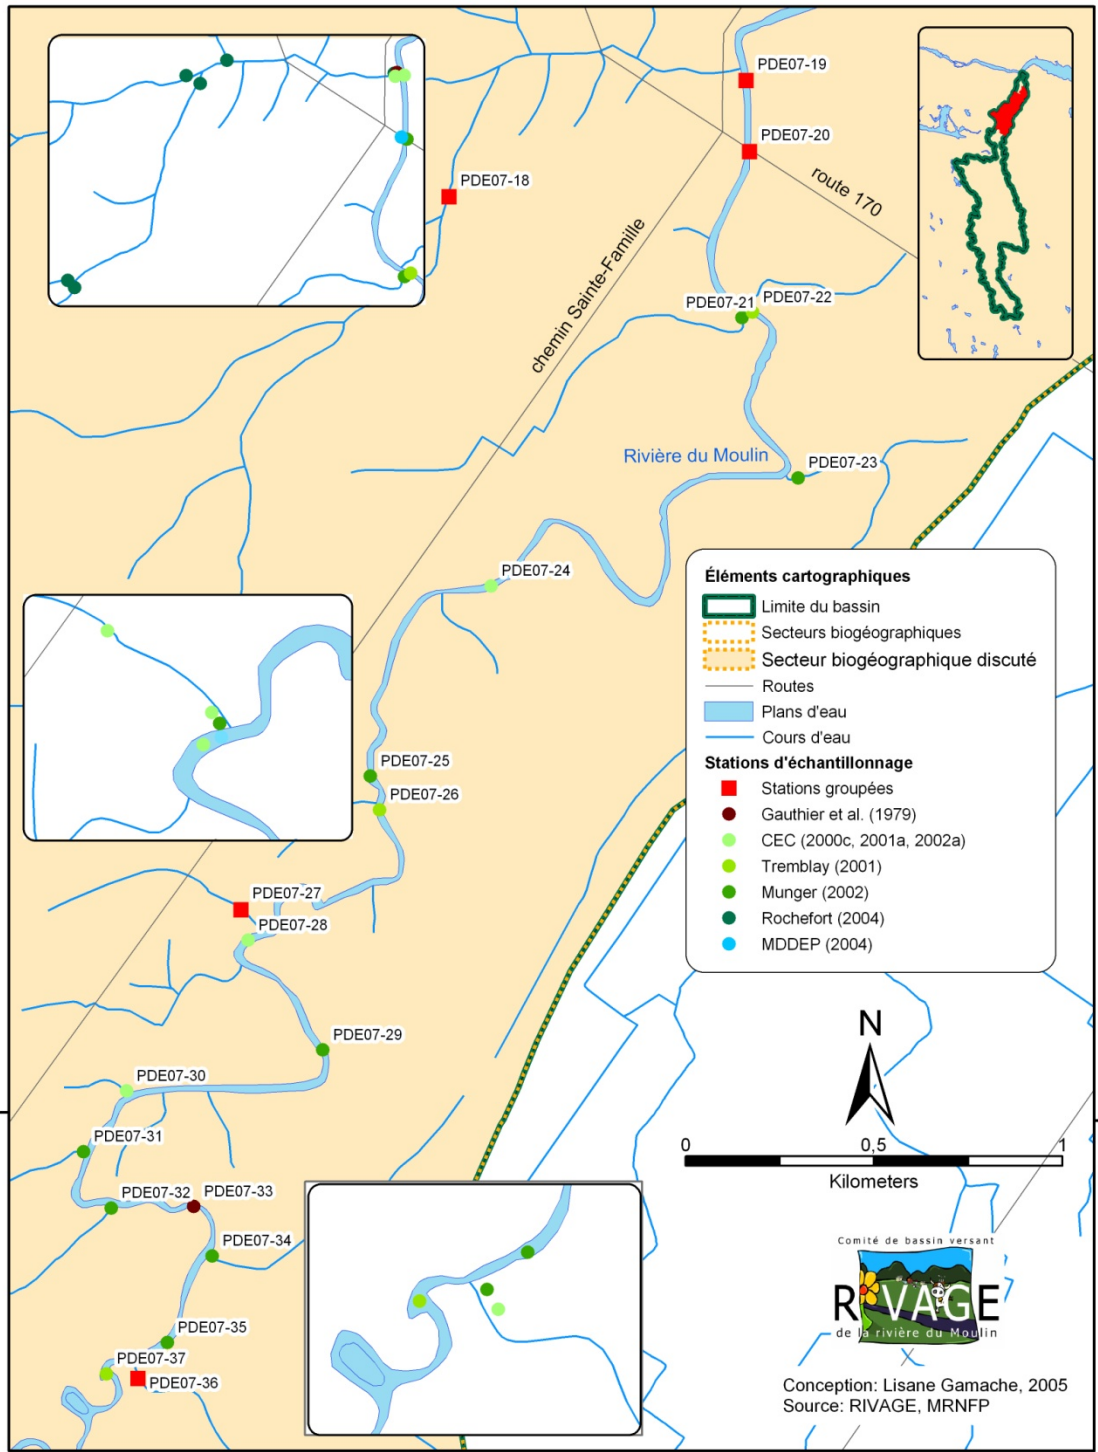 PDE07-19
PDE07-20
PDE07-18
route 170
chemin Sainte-Famille
PDE07-21
PDE07-22
Rivière du Moulin
PDE07-23
PDE07-24
Éléments cartographiques
Limite du bassin
Secteurs biogéographiques
Secteur biogéographique discuté
Routes
Plans d'eau
Cours d'eau
Stations d'échantillonnage
Stations groupées
Gauthier et al. (1979)
CEC (2000c, 2001a, 2002a)
Tremblay (2001)
Munger (2002)
Rochefort (2004)
MDDEP (2004)
PDE07-25
PDE07-26
PDE07-27
PDE07-28
PDE07-29
PDE07-30
PDE07-31
PDE07-32
PDE07-33
PDE07-34
PDE07-35
PDE07-37
PDE07-36
N
0 0,5 1
Kilometers
Comité de bassin versant
RIVAGE
de la rivière du Moulin
Conception: Lisane Gamache, 2005
Source: RIVAGE, MRNFP